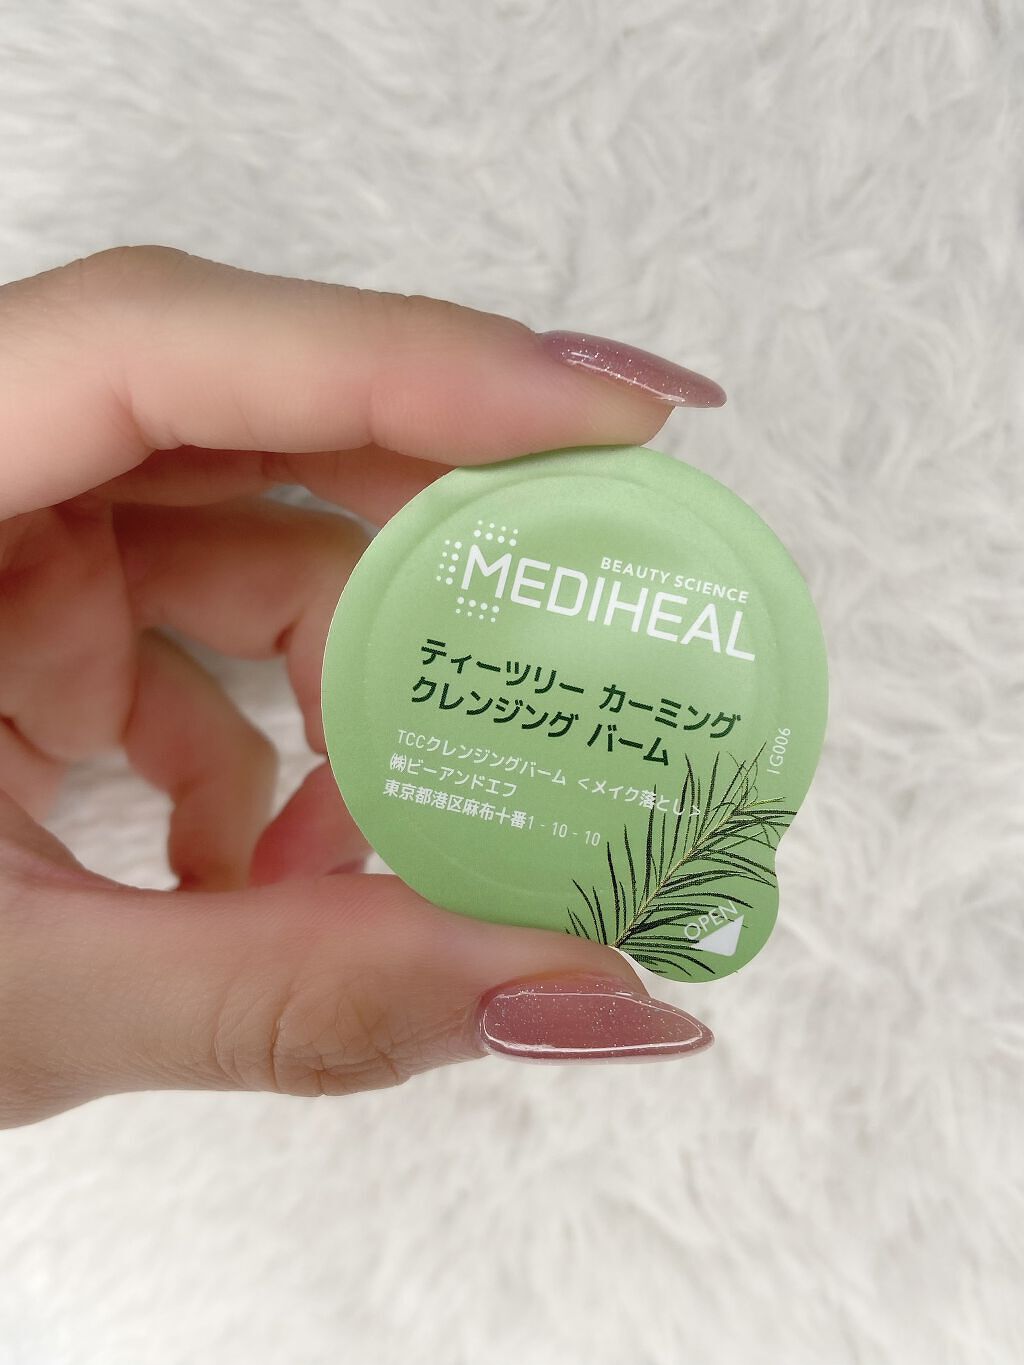 BEAUTY SCIENCE
MEDIHEAL
ティーツリー カーミング
クレンジング バーム
TCCクレンジングバーム <メイク落とし>
㈱ビーアンドエフ
東京都港区麻布十番1-10-10
IG006
OPEN